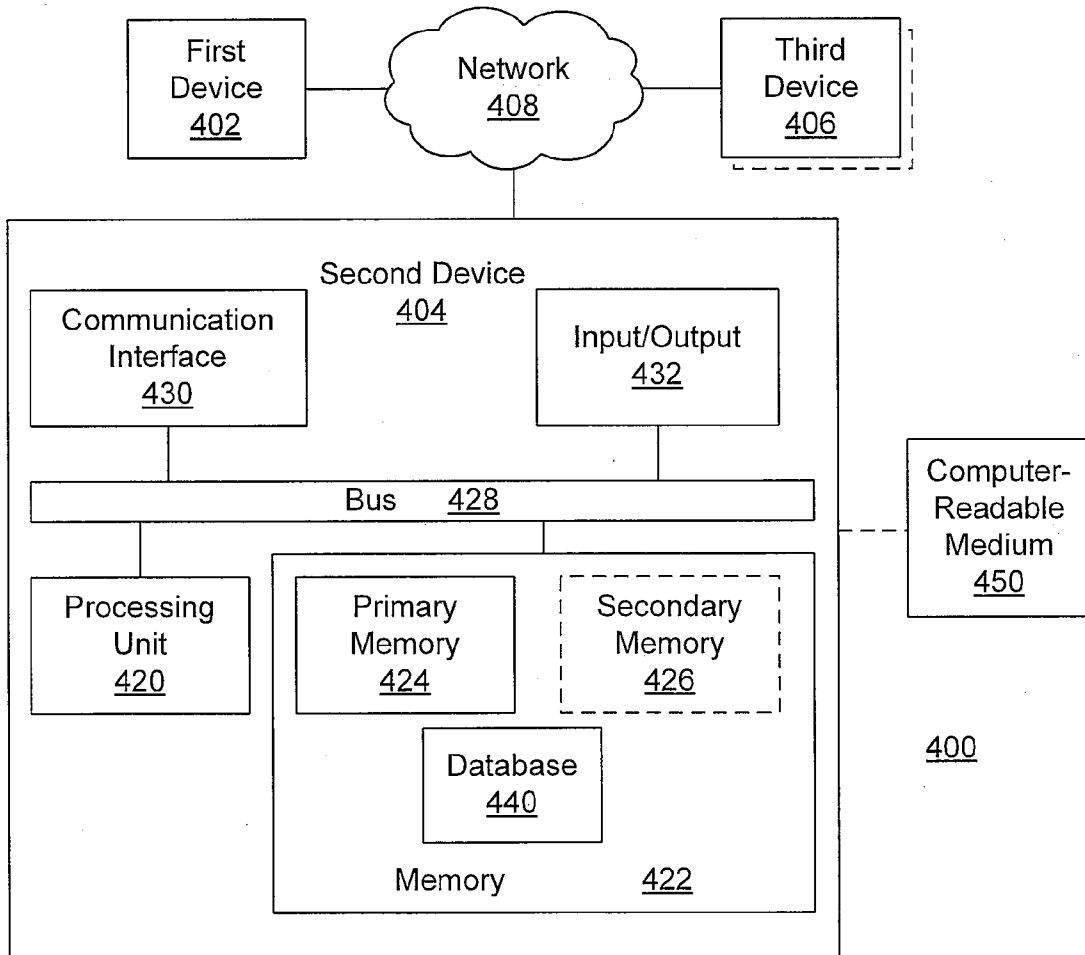 First
Device
402
Network
408
Third
Device
406
Second Device
404
Communication
Interface
430
Input/Output
432
Bus 428
Computer-
Readable
Medium
450
Processing
Unit
420
Primary
Memory
424
Secondary
Memory
426
Database
440
Memory 422
400